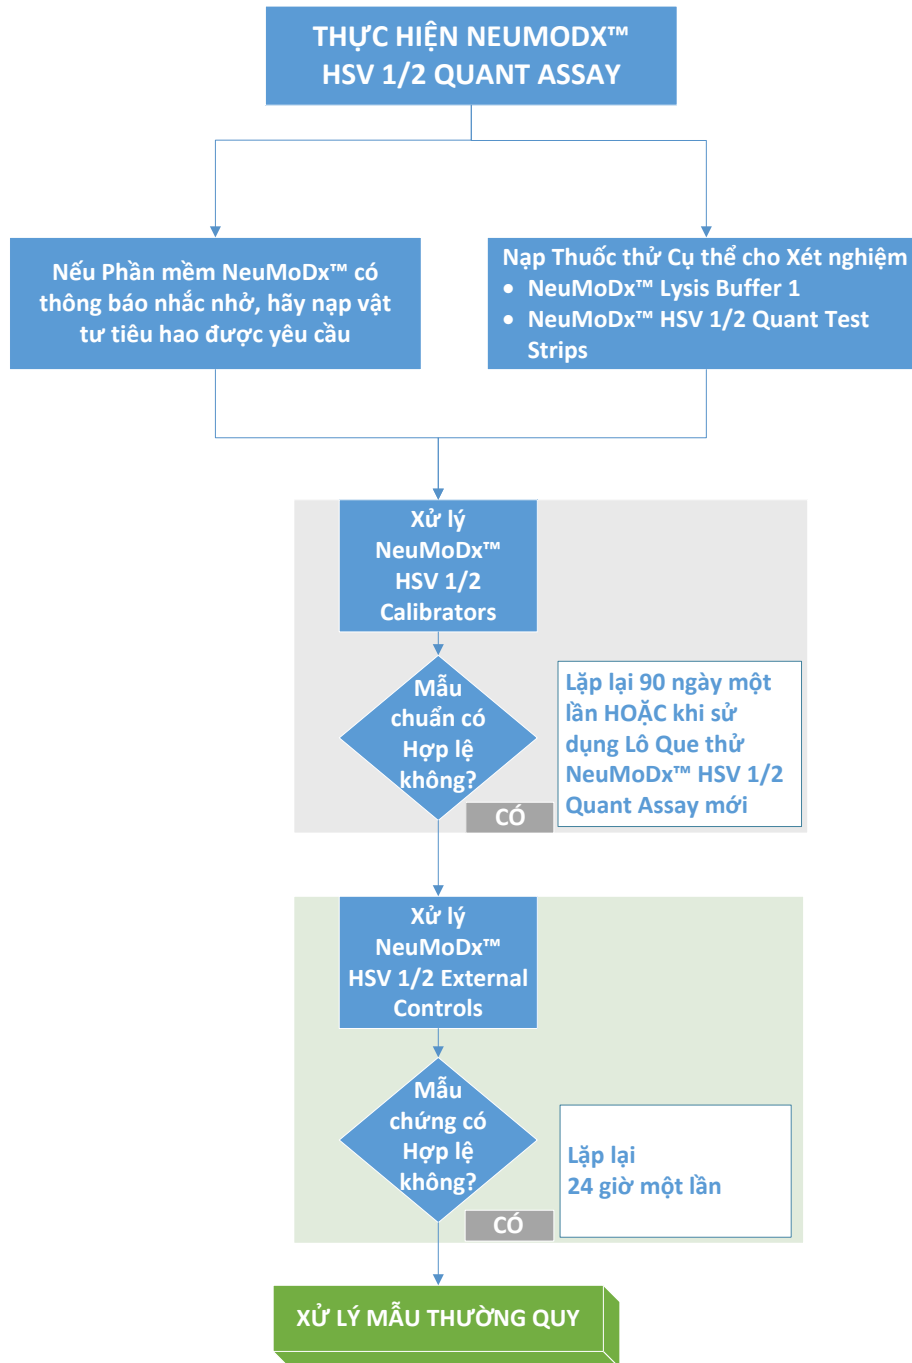 THỰC HIỆN NEUMODX™
HSV 1/2 QUANT ASSAY
Nếu Phần mềm NeuMoDx™ có
thông báo nhắc nhở, hãy nạp vật
tư tiêu hao được yêu cầu
Nạp Thuốc thử Cụ thể cho Xét nghiệm
• NeuMoDx™ Lysis Buffer 1
• NeuMoDx™ HSV 1/2 Quant Test
Strips
Xử lý
NeuMoDx™
HSV 1/2
Calibrators
Mẫu
chuẩn có
Hợp lệ
không?
CÓ
Lặp lại 90 ngày một
lần HOẶC khi sử
dụng Lô Que thử
NeuMoDx™ HSV 1/2
Quant Assay mới
Xử lý
NeuMoDx™
HSV 1/2 External
Controls
Mẫu
chứng có
Hợp lệ
không?
CÓ
Lặp lại
24 giờ một lần
XỬ LÝ MẪU THƯỜNG QUY